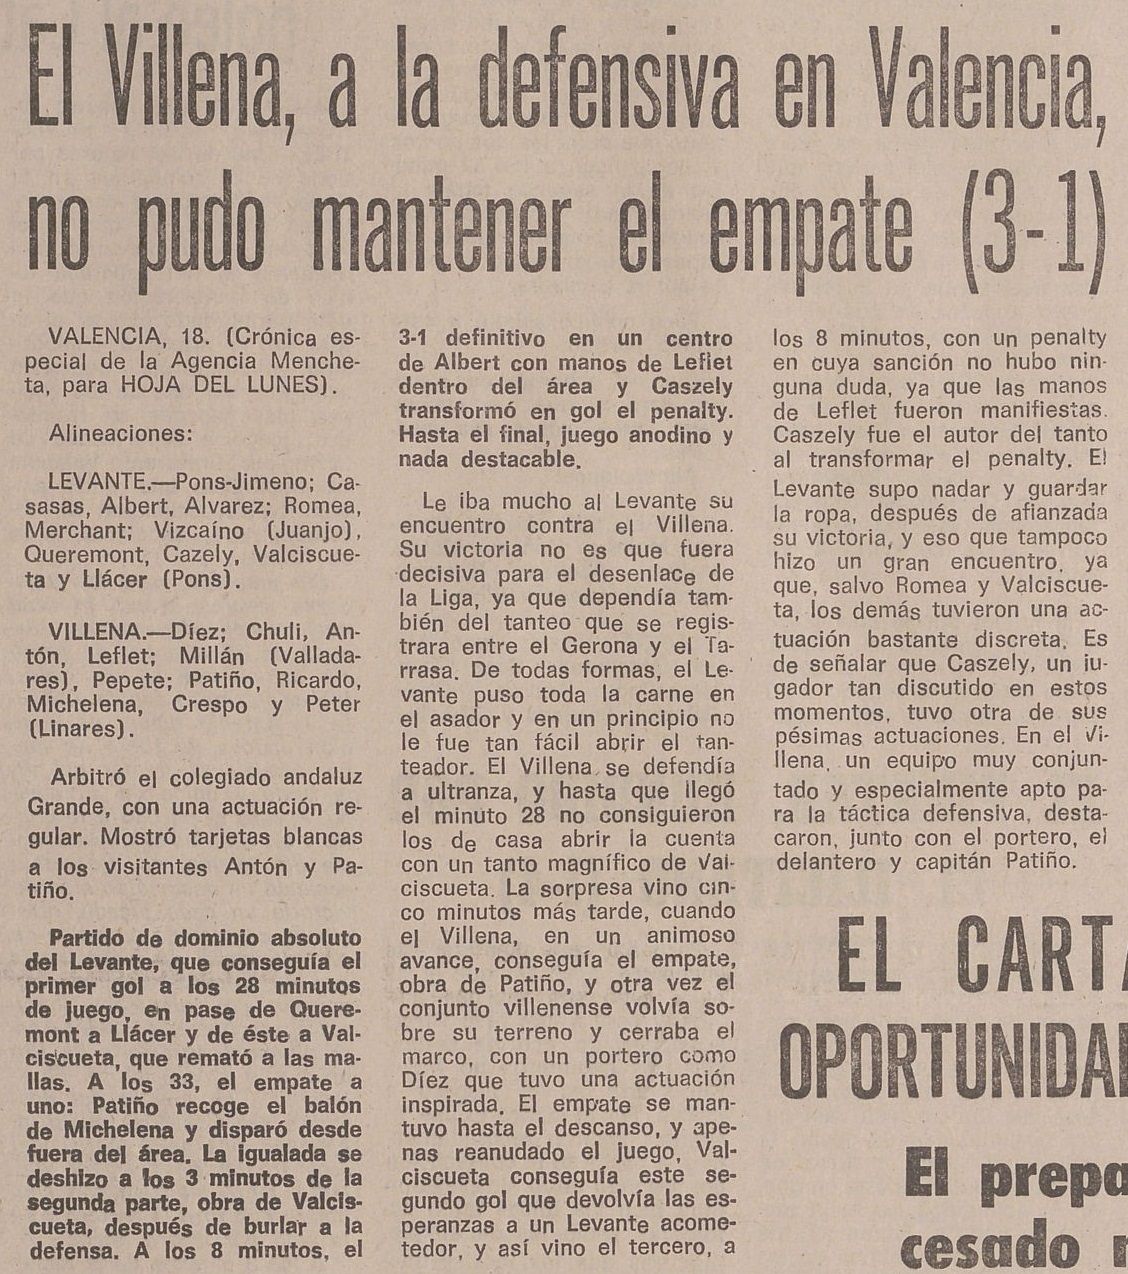 El Villena, a la defensiva en Valencia,
no pudo mantener el empate (3-1)
VALENCIA, 18. (Crónica es-
pecial de la Agencia Menche-
ta, para HOJA DEL LUNES).
Alineaciones:
LEVANTE.—Pons-Jimeno; Ca-
sasas, Albert, Alvarez; Romea,
Merchant; Vizcaíno (Juanjo),
Queremont, Cazely, Valciscue-
ta y Llácer (Pons).
VILLENA.—Díez; Chuli, An-
tón, Leflet; Millán (Vallada-
res), Pepete; Patiño, Ricardo,
Michelena, Crespo y Peter
(Linares).
Arbitró el colegiado andaluz
Grande, con una actuación re-
gular. Mostró tarjetas blancas
a los visitantes Antón y Pa-
tiño.
Partido de dominio absoluto
del Levante, que conseguía el
primer gol a los 28 minutos
de juego, en pase de Quere-
mont a Llácer y de éste a Val-
ciscueta, que remató a las ma-
llas. A los 33, el empate a
uno: Patiño recoge el balón
de Michelena y disparó desde
fuera del área. La igualada se
deshizo a los 3 minutos de la
segunda parte, obra de Valcis-
cueta, después de burlar a la
defensa. A los 8 minutos, el
3-1 definitivo en un centro
de Albert con manos de Leflet
dentro del área y Caszely
transformó en gol el penalty.
Hasta el final, juego anodino y
nada destacable.
Le iba mucho al Levante su
encuentro contra el Villena.
Su victoria no es que fuera
decisiva para el desenlace de
la Liga, ya que dependía tam-
bién del tanteo que se regis-
trara entre el Gerona y el Ta-
rrasa. De todas formas, el Le-
vante puso toda la carne en
el asador y en un principio no
le fue tan fácil abrir el tan-
teador. El Villena se defendía
a ultranza, y hasta que llegó
el minuto 28 no consiguieron
los de casa abrir la cuenta
con un tanto magnífico de Val-
ciscueta. La sorpresa vino cin-
co minutos más tarde, cuando
el Villena, en un animoso
avance, conseguía el empate,
obra de Patiño, y otra vez el
conjunto villenense volvía so-
bre su terreno y cerraba el
marco, con un portero como
Díez que tuvo una actuación
inspirada. El empate se man-
tuvo hasta el descanso, y ape-
nas reanudado el juego, Val-
ciscueta conseguía este se-
gundo gol que devolvía las es-
peranzas a un Levante acome-
tedor, y así vino el tercero, a
los 8 minutos, con un penalty
en cuya sanción no hubo nin-
guna duda, ya que las manos
de Leflet fueron manifiestas.
Caszely fue el autor del tanto
al transformar el penalty. El
Levante supo nadar y guardar
la ropa, después de afianzada
su victoria, y eso que tampoco
hizo un gran encuentro, ya
que, salvo Romea y Valciscue-
ta, los demás tuvieron una ac-
tuación bastante discreta. Es
de señalar que Caszely, un ju-
gador tan discutido en estos
momentos, tuvo otra de sus
pésimas actuaciones. En el Vi-
llena, un equipo muy conjun-
tado y especialmente apto pa-
ra la táctica defensiva, desta-
caron, junto con el portero, el
delantero y capitán Patiño.
EL CARTA
OPORTUNIDAD
El prepa
cesado